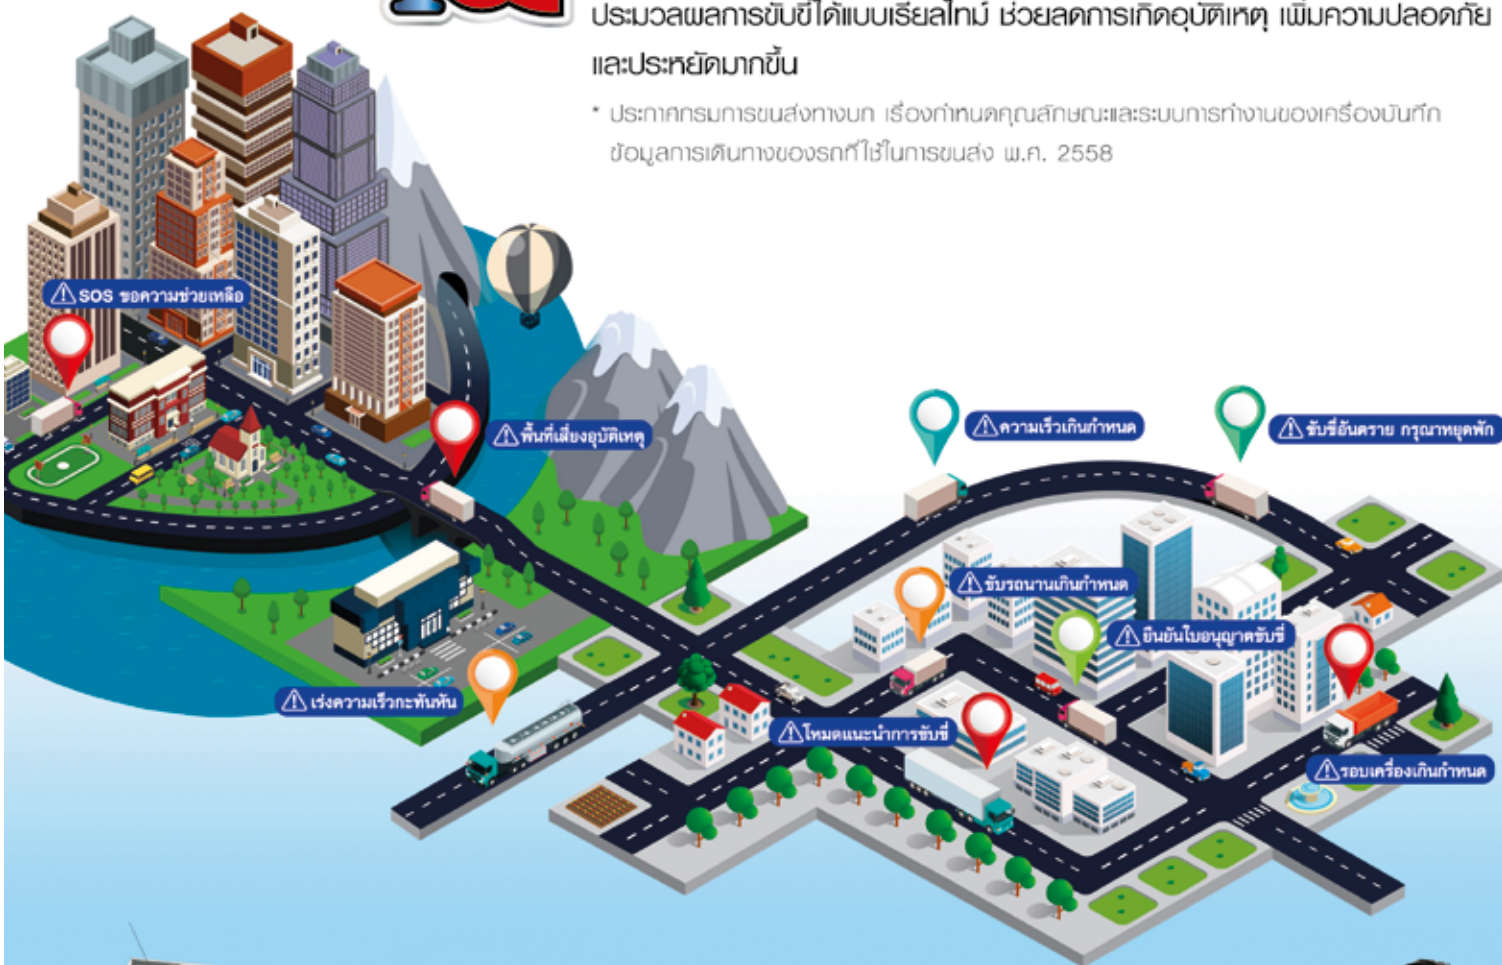 ประมวลผลการขับขี่ได้แบบเรียลไทม์ ช่วยลดการเกิดอุบัติเหตุ เพิ่มความปลอดภัย
และประหยัดมากขึ้น
* ประกาศกรมการขนส่งทางบก เรื่องกำหนดคุณลักษณะและระบบการทำงานของเครื่องบันทึก
ข้อมูลการเดินทางของรถที่ใช้ในการขนส่ง พ.ศ. 2558
SOS ขอความช่วยเหลือ
พื้นที่เสี่ยงอุบัติเหตุ
ความเร็วเกินกำหนด
ขับขี่อันตราย กรุณาหยุดพัก
ขับรถนานเกินกำหนด
ยืนยันใบอนุญาตขับขี่
เร่งความเร็วกะทันหัน
โหมดแนะนำการขับขี่
รอบเครื่องเกินกำหนด